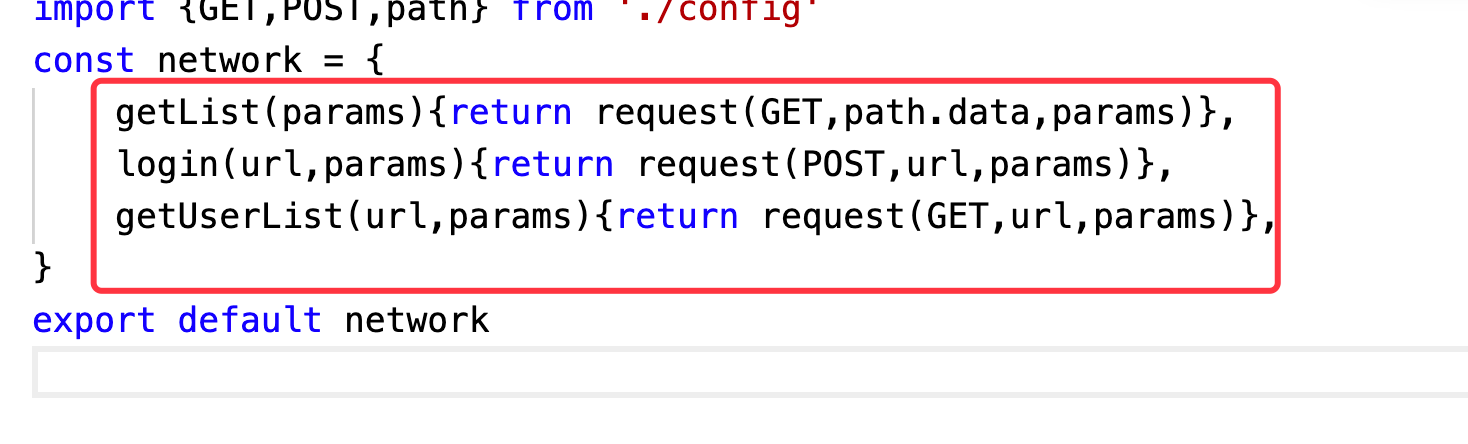 import {GET,POST,path} from './config'
const network = {
    getList(params){return request(GET,path.data,params)},
    login(url,params){return request(POST,url,params)},
    getUserList(url,params){return request(GET,url,params)},
}
export default network